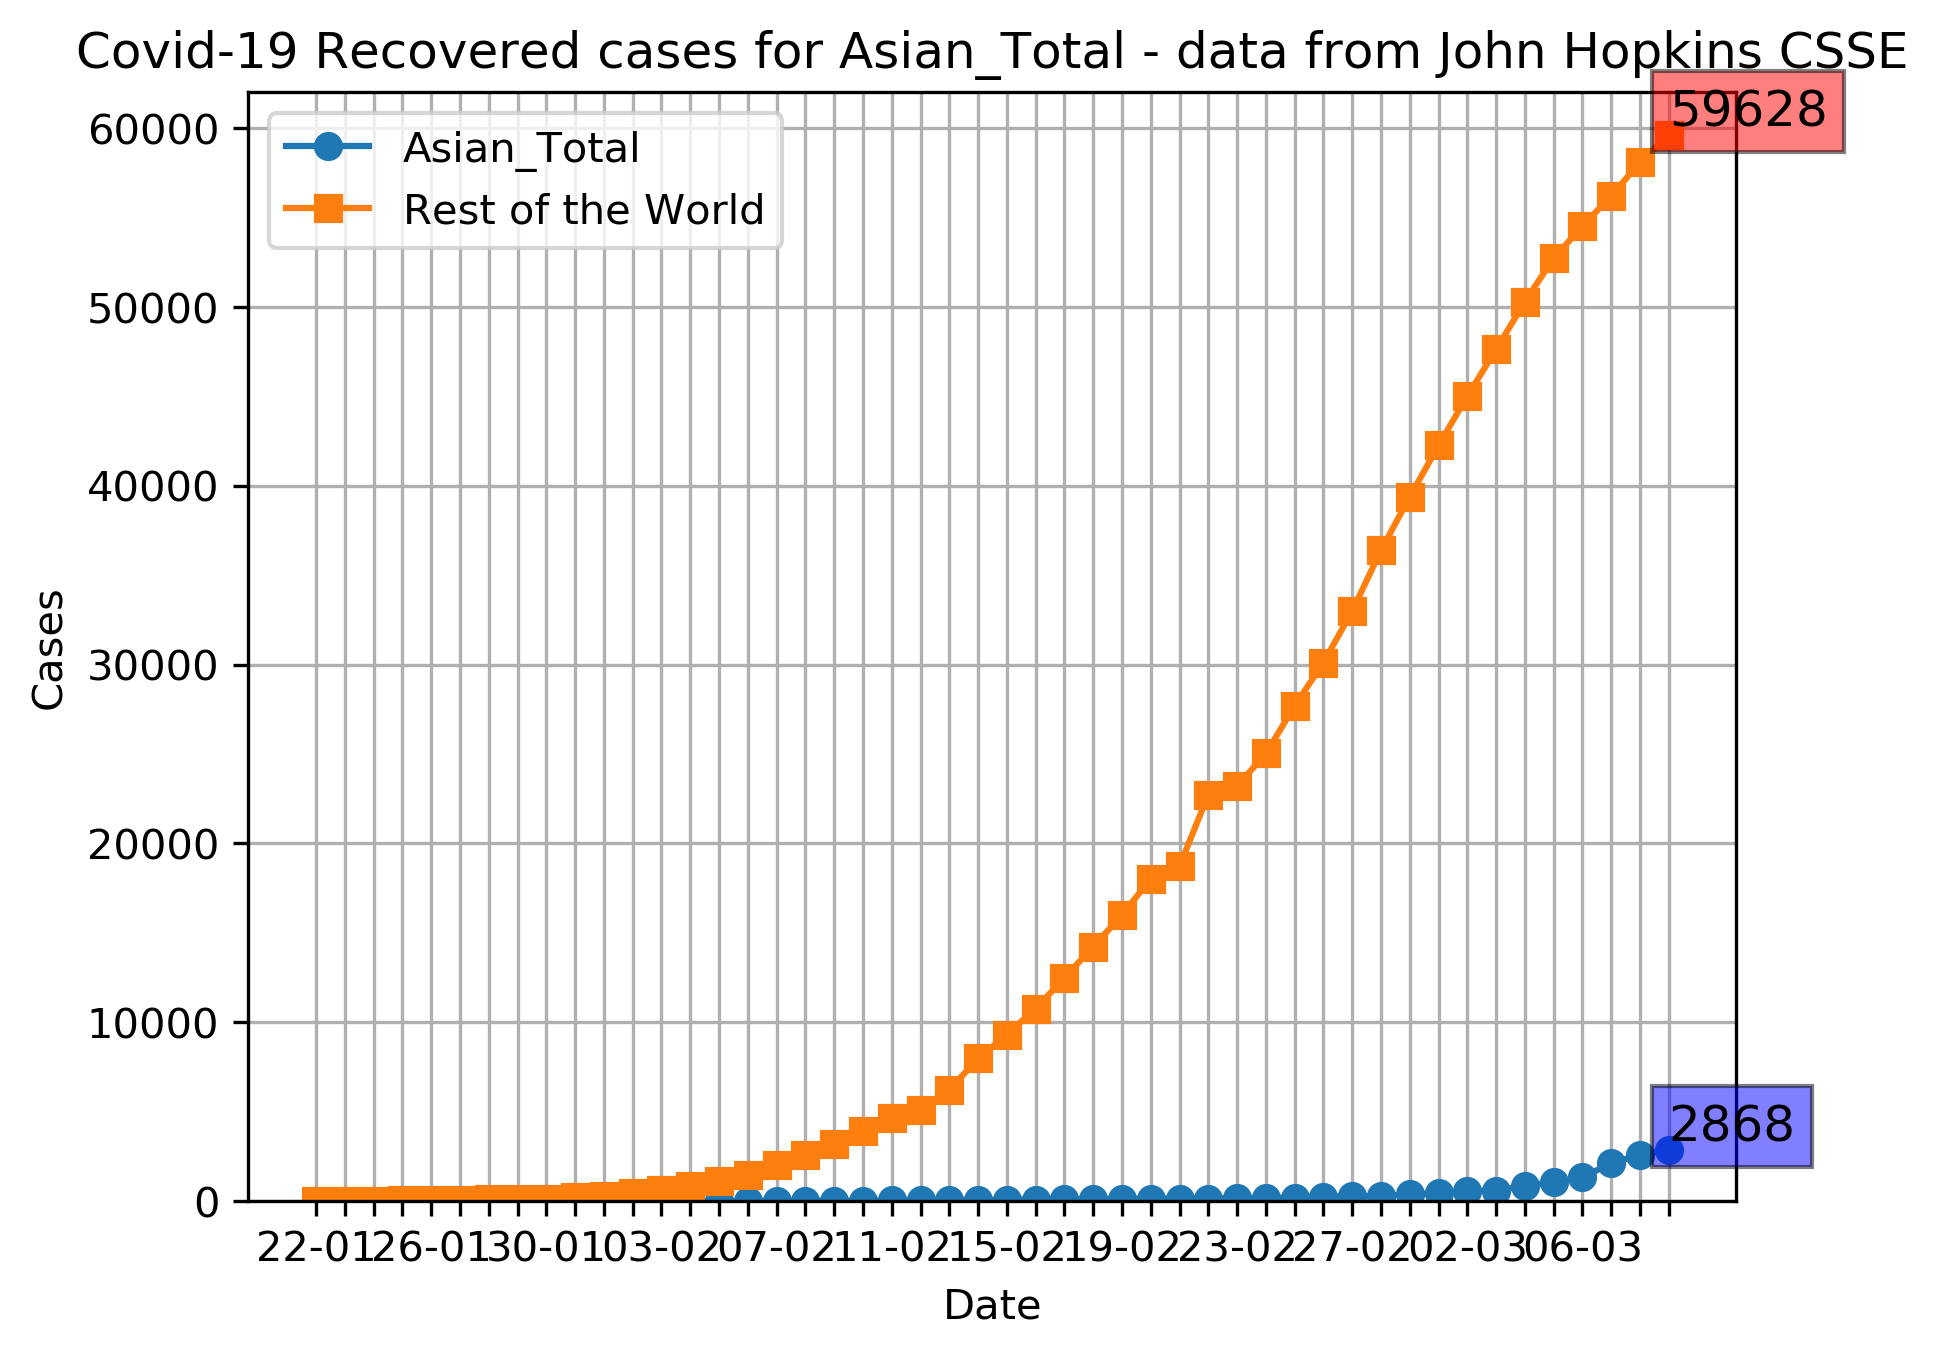 Covid-19 Recovered cases for Asian_Total - data from John Hopkins CSSE
59628
60000
Asian_Total
Rest of the World
50000
40000
Cases
30000
20000
10000
2868
0
22-01 26-01 30-01 03-02 07-02 11-02 15-02 19-02 23-02 27-02 02-03 06-03
Date